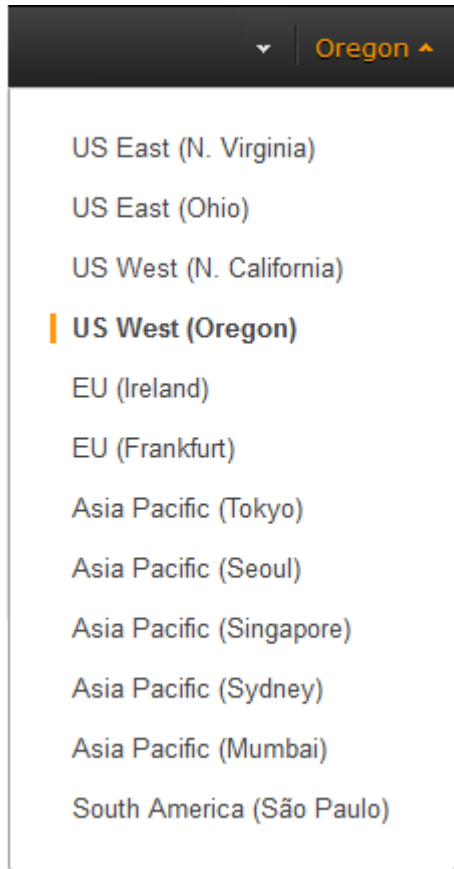 Oregon
US East (N. Virginia)
US East (Ohio)
US West (N. California)
US West (Oregon)
EU (Ireland)
EU (Frankfurt)
Asia Pacific (Tokyo)
Asia Pacific (Seoul)
Asia Pacific (Singapore)
Asia Pacific (Sydney)
Asia Pacific (Mumbai)
South America (São Paulo)